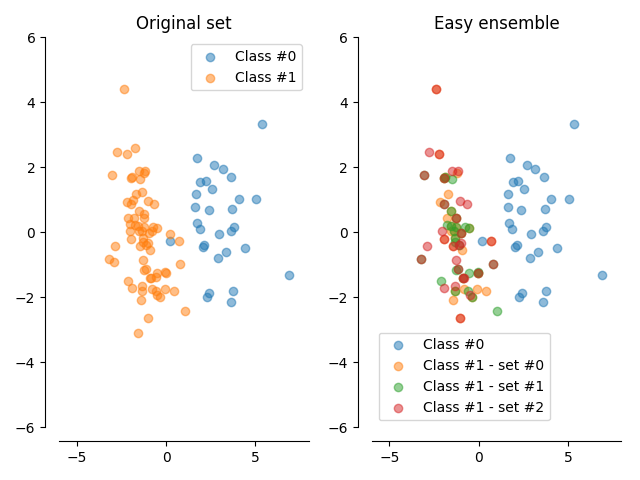 Original set
Easy ensemble
6
4
2
0
−2
−4
−6
−5
0
5
Class #0
Class #1
6
4
2
0
−2
−4
−6
−5
0
5
Class #0
Class #1 - set #0
Class #1 - set #1
Class #1 - set #2